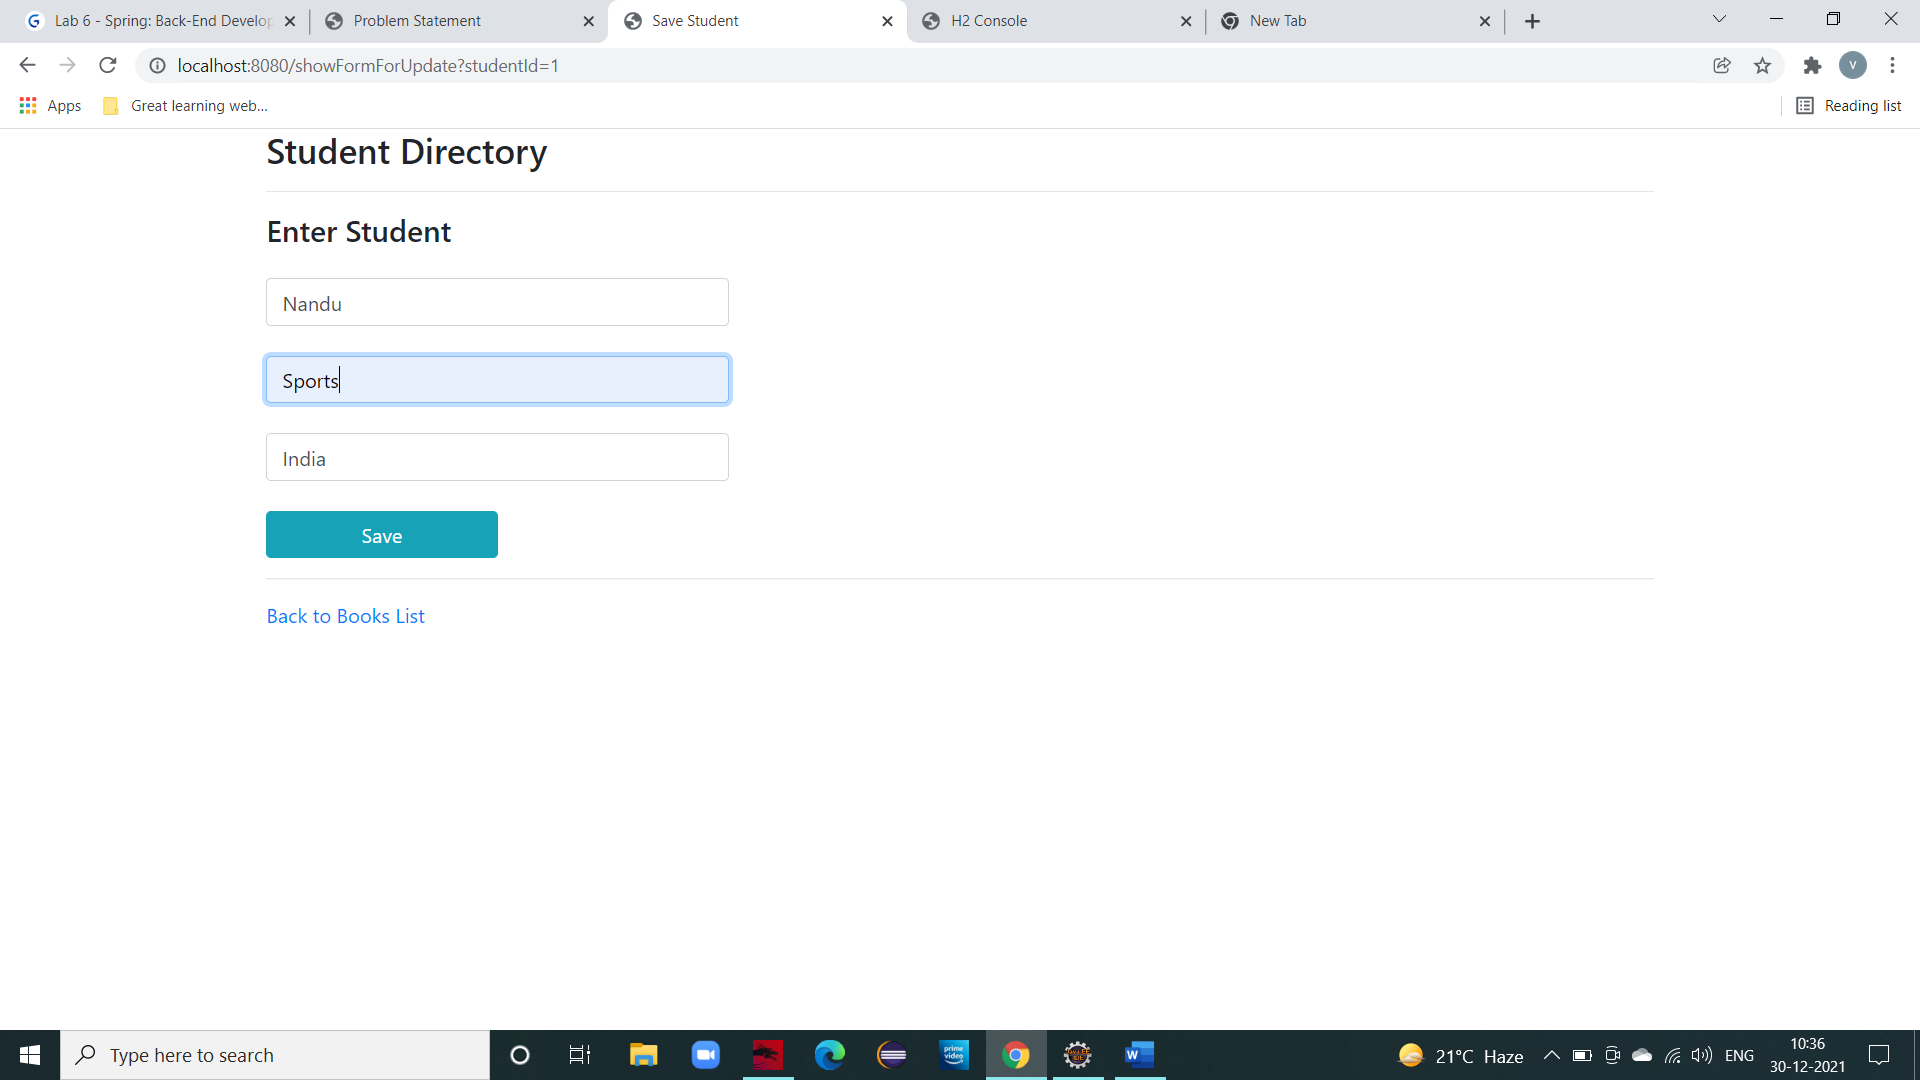 Lab 6 - Spring: Back-End Develop
Problem Statement
Save Student
H2 Console
New Tab
localhost:8080/showFormForUpdate?studentId=1
V
Apps
Great learning web...
Reading list
Student Directory
Enter Student
Nandu
Sports
India
Save
Back to Books List
Type here to search
prime video
W
21°C Haze
ENG
10:36
30-12-2021